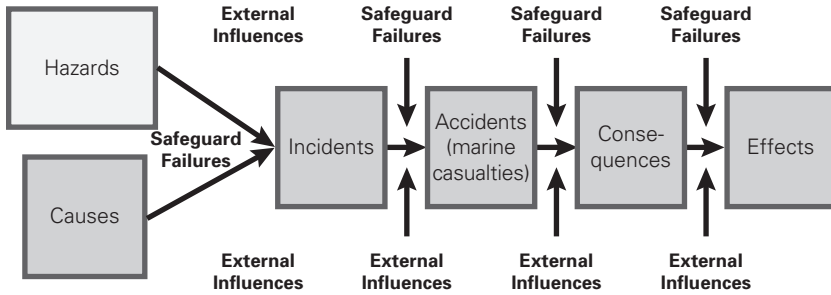 External
Influences
Safeguard
Failures
Safeguard
Failures
Safeguard
Failures
Hazards
Safeguard
Failures
Causes
Incidents
Accidents
(marine
casualties)
Conse-
quences
Effects
External
Influences
External
Influences
External
Influences
External
Influences